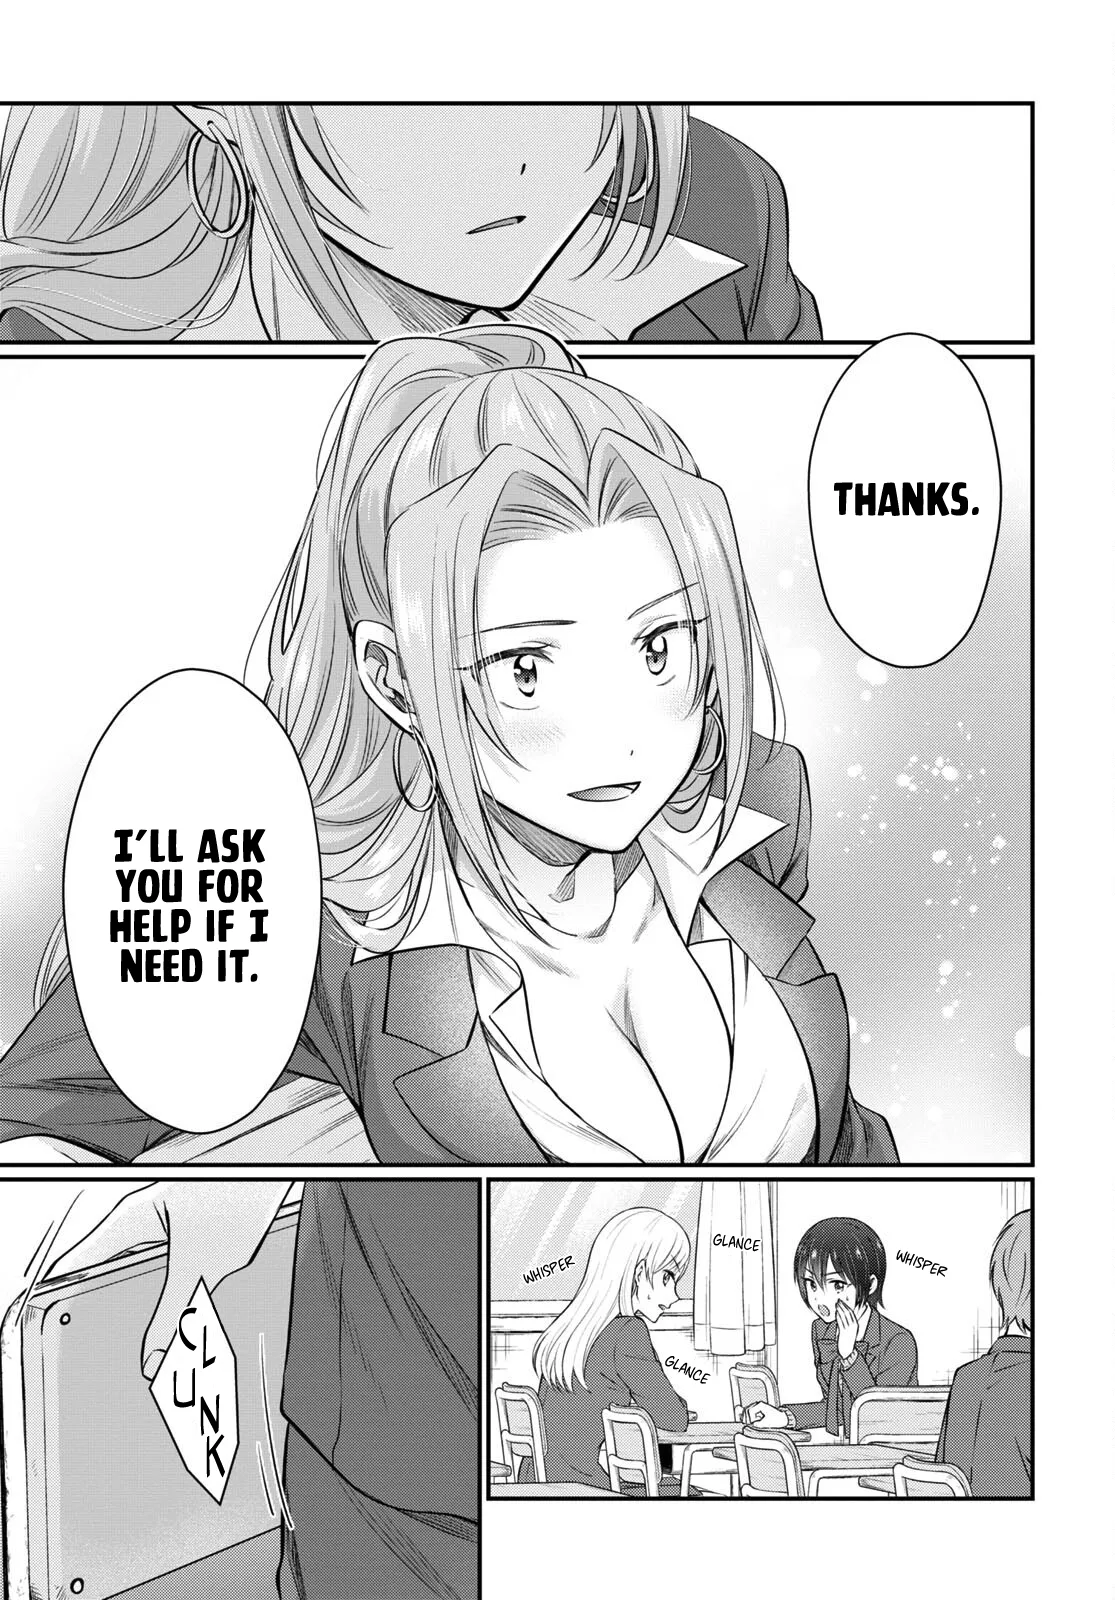 THANKS.
I'LL ASK
YOU FOR
HELP IF I
NEED IT.
WHISPER
GLANCE
WHISPER
GLANCE
CLUNK